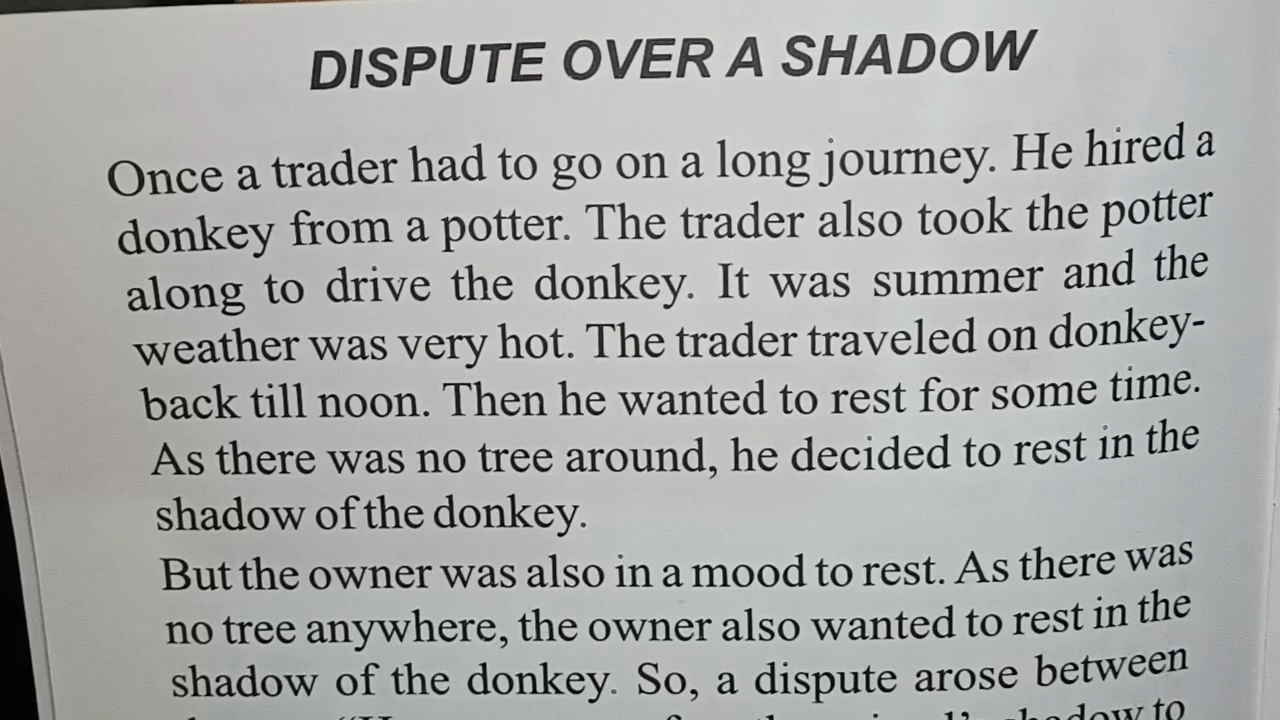 DISPUTE OVER A SHADOW
Once a trader had to go on a long journey. He hired a
donkey from a potter. The trader also took the potter
along to drive the donkey. It was summer and the
weather was very hot. The trader traveled on donkey-
back till noon. Then he wanted to rest for some time.
As there was no tree around, he decided to rest in the
shadow of the donkey.
But the owner was also in a mood to rest. As there was
no tree anywhere, the owner also wanted to rest in the
shadow of the donkey. So, a dispute arose between
shadow to